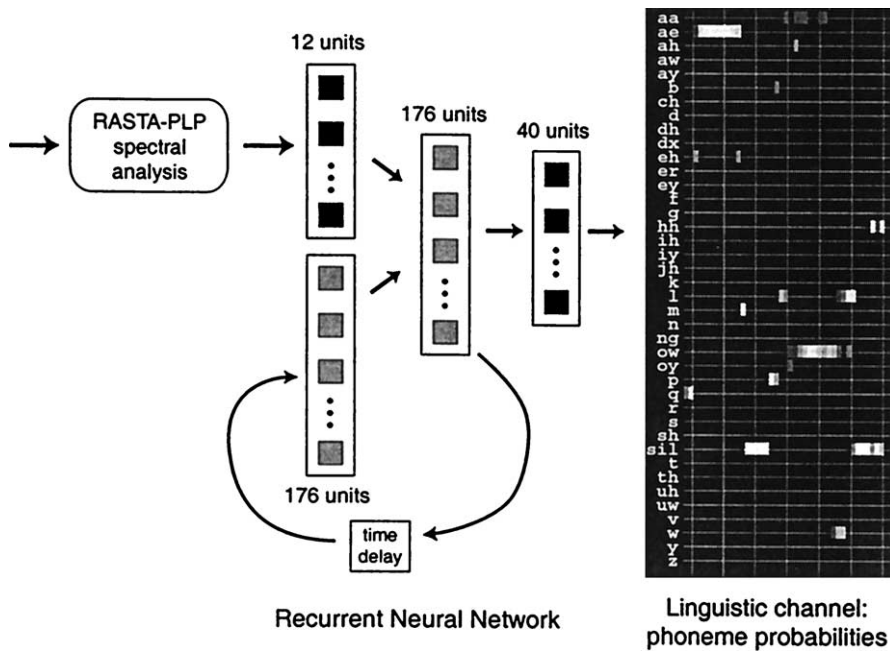 RASTA-PLP
spectral
analysis
12 units
176 units
176 units
40 units
time
delay
Recurrent Neural Network
aa
ae
ah
aw
ay
b
ch
d
dh
dx
eh
er
ey
f
g
hh
ih
iy
jh
k
l
m
n
ng
ow
oy
p
q
r
s
sh
sil
t
th
uh
uw
v
w
y
z
Linguistic channel:
phoneme probabilities